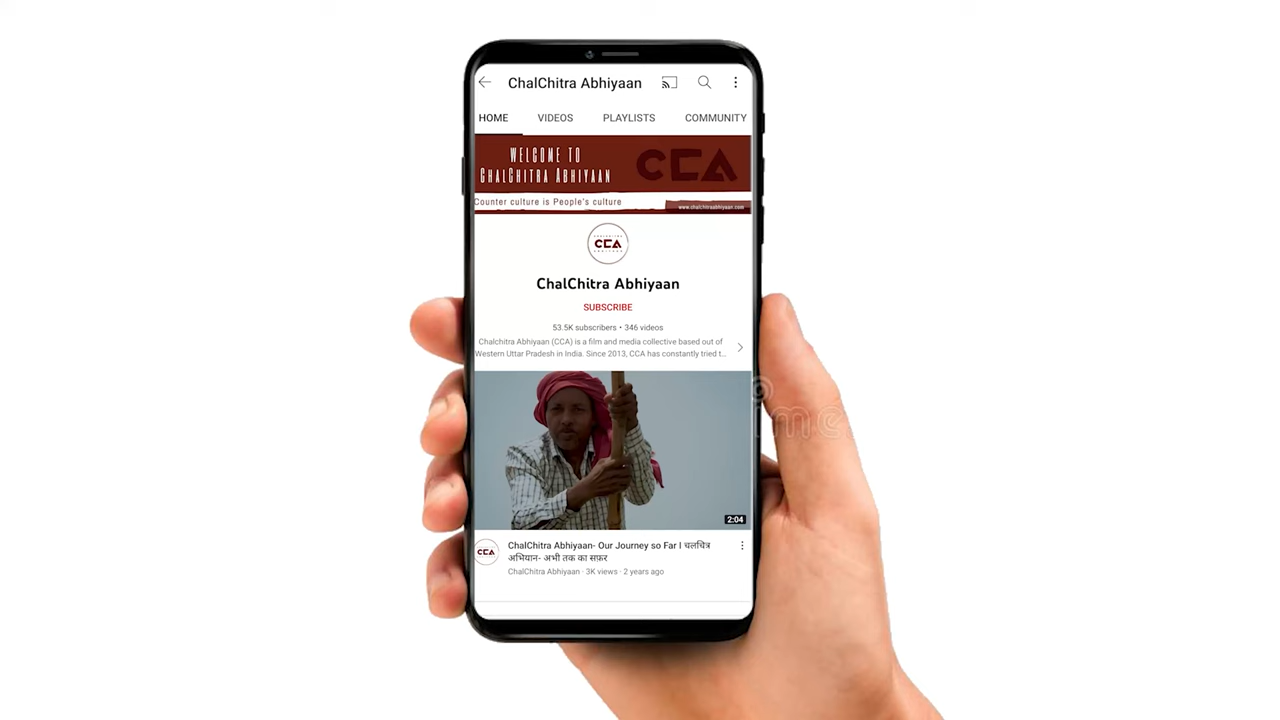 ChalChitra Abhiyaan
HOME VIDEOS PLAYLISTS COMMUNITY
WELCOME TO
CHALCHITRA ABHIYAAN
CCA
Counter culture is People's culture
www.chalchitraabhiyaan.com
CCA
ChalChitra Abhiyaan
SUBSCRIBE
53.5K subscribers • 346 videos
Chalchitra Abhiyaan (CCA) is a film and media collective based out of
Western Uttar Pradesh in India. Since 2013, CCA has constantly tried t...
2:04
CCA
ChalChitra Abhiyaan- Our Journey so Far I चलचित्र
अभियान- अभी तक का सफ़र
ChalChitra Abhiyaan · 3K views · 2 years ago